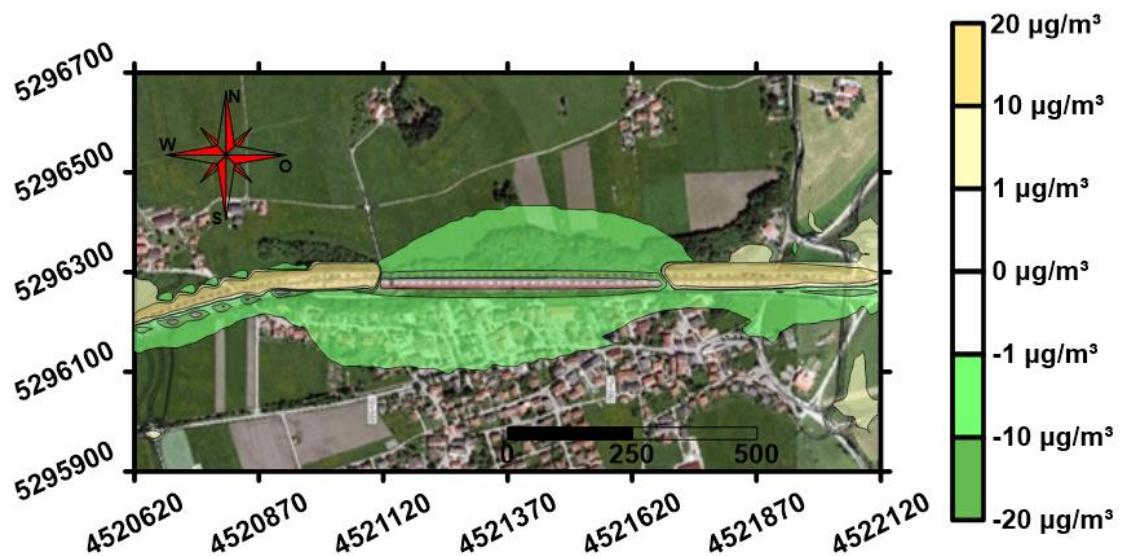 20 µg/m³
10 µg/m³
1 µg/m³
0 µg/m³
-1 µg/m³
-10 µg/m³
-20 µg/m³
5296700
5296500
5296300
5296100
5295900
N
W
O
S
0 250 500
4520620 4520870 4521120 4521370 4521620 4521870 4522120